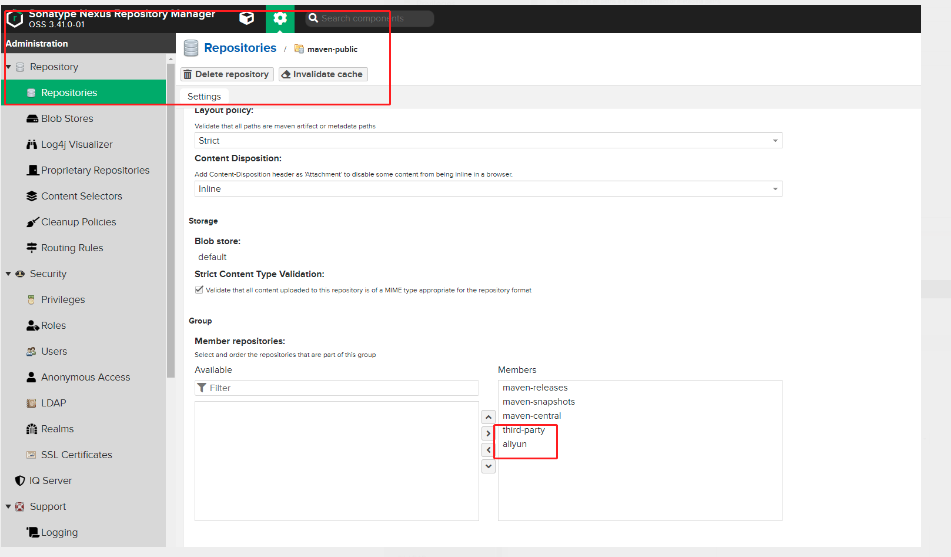 Sonatype Nexus Repository Manager
OSS 3.41.0-01
Search components
Administration
Repository
Repositories
Blob Stores
Log4j Visualizer
Proprietary Repositories
Content Selectors
Cleanup Policies
Routing Rules
Security
Privileges
Roles
Users
Anonymous Access
LDAP
Realms
SSL Certificates
IQ Server
Support
Logging
Repositories / maven-public
Delete repository
Invalidate cache
Settings
Layout policy:
Validate that all paths are maven artifact or metadate paths
Strict
Content Disposition:
Add Content-Disposition header as 'Attachment' to disable some content from being inline in a browser.
Inline
Storage
Blob store:
default
Strict Content Type Validation:
Validate that all content uploaded to this repository is of a MIME type appropriate for the repository format
Group
Member repositories:
Select and order the repositories that are part of this group
Available
Filter
Members
maven-releases
maven-snapshots
maven-central
third-party
aliyun